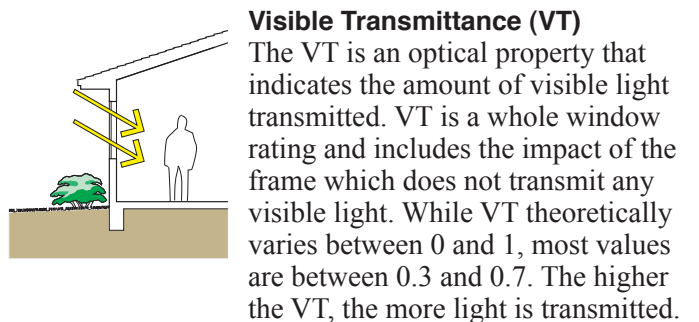 Visible Transmittance (VT)
The VT is an optical property that
indicates the amount of visible light
transmitted. VT is a whole window
rating and includes the impact of the
frame which does not transmit any
visible light. While VT theoretically
varies between 0 and 1, most values
are between 0.3 and 0.7. The higher
the VT, the more light is transmitted.